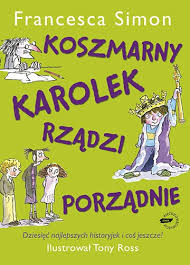 Francesca Simon
KOSZMARNY
KAROLEK
RZĄDZI
PORZĄDNIE
Dziesięć najlepszych historyjek i coś jeszcze!
Ilustrował Tony Ross